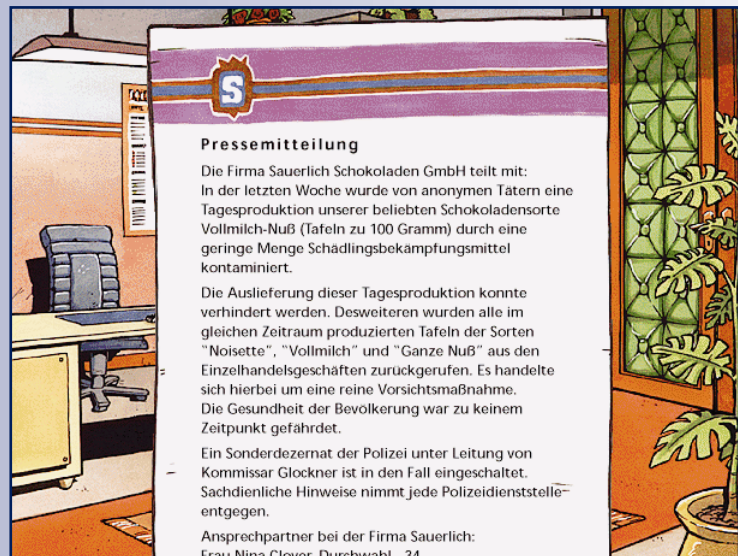 S
Pressemitteilung
Die Firma Sauerlich Schokoladen GmbH teilt mit:
In der letzten Woche wurde von anonymen Tätern eine
Tagesproduktion unserer beliebten Schokoladensorte
Vollmilch-Nuß (Tafeln zu 100 Gramm) durch eine
geringe Menge Schädlingsbekämpfungsmittel
kontaminiert.
Die Auslieferung dieser Tagesproduktion konnte
verhindert werden. Desweiteren wurden alle im
gleichen Zeitraum produzierten Tafeln der Sorten
"Noisette", "Vollmilch" und "Ganze Nuß" aus den
Einzelhandelsgeschäften zurückgerufen. Es handelte
sich hierbei um eine reine Vorsichtsmaßnahme.
Die Gesundheit der Bevölkerung war zu keinem
Zeitpunkt gefährdet.
Ein Sonderdezernat der Polizei unter Leitung von
Kommissar Glockner ist in den Fall eingeschaltet.
Sachdienliche Hinweise nimmt jede Polizeidienststelle
entgegen.
Ansprechpartner bei der Firma Sauerlich:
Frau Nina Clover, Durchwahl -34